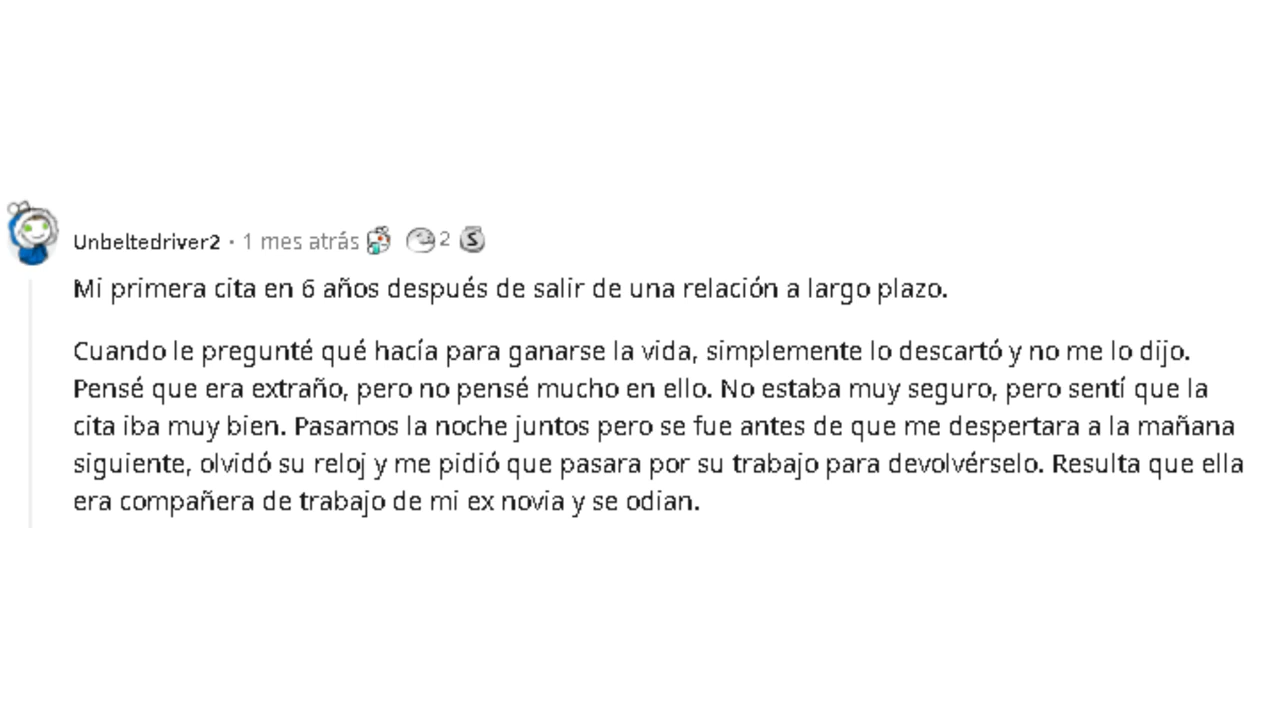 Unbeltedriver2 · 1 mes atrás 2 S
Mi primera cita en 6 años después de salir de una relación a largo plazo.
Cuando le pregunté qué hacía para ganarse la vida, simplemente lo descartó y no me lo dijo.
Pensé que era extraño, pero no pensé mucho en ello. No estaba muy seguro, pero sentí que la
cita iba muy bien. Pasamos la noche juntos pero se fue antes de que me despertara a la mañana
siguiente, olvidó su reloj y me pidió que pasara por su trabajo para devolvérselo. Resulta que ella
era compañera de trabajo de mi ex novia y se odian.